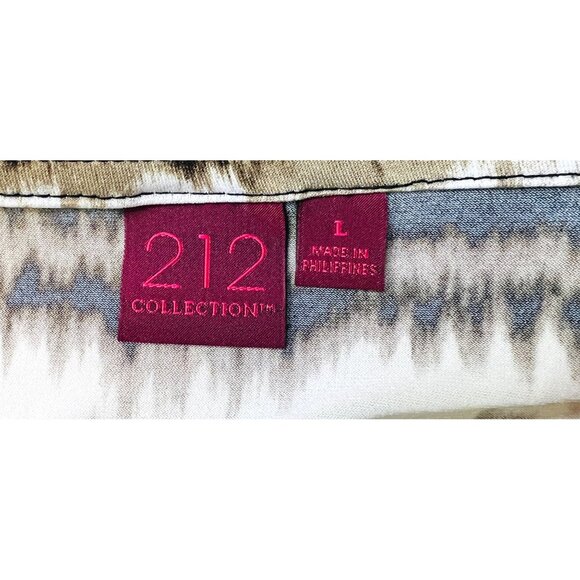 212
COLLECTION™
L
MADE IN
PHILIPPINES